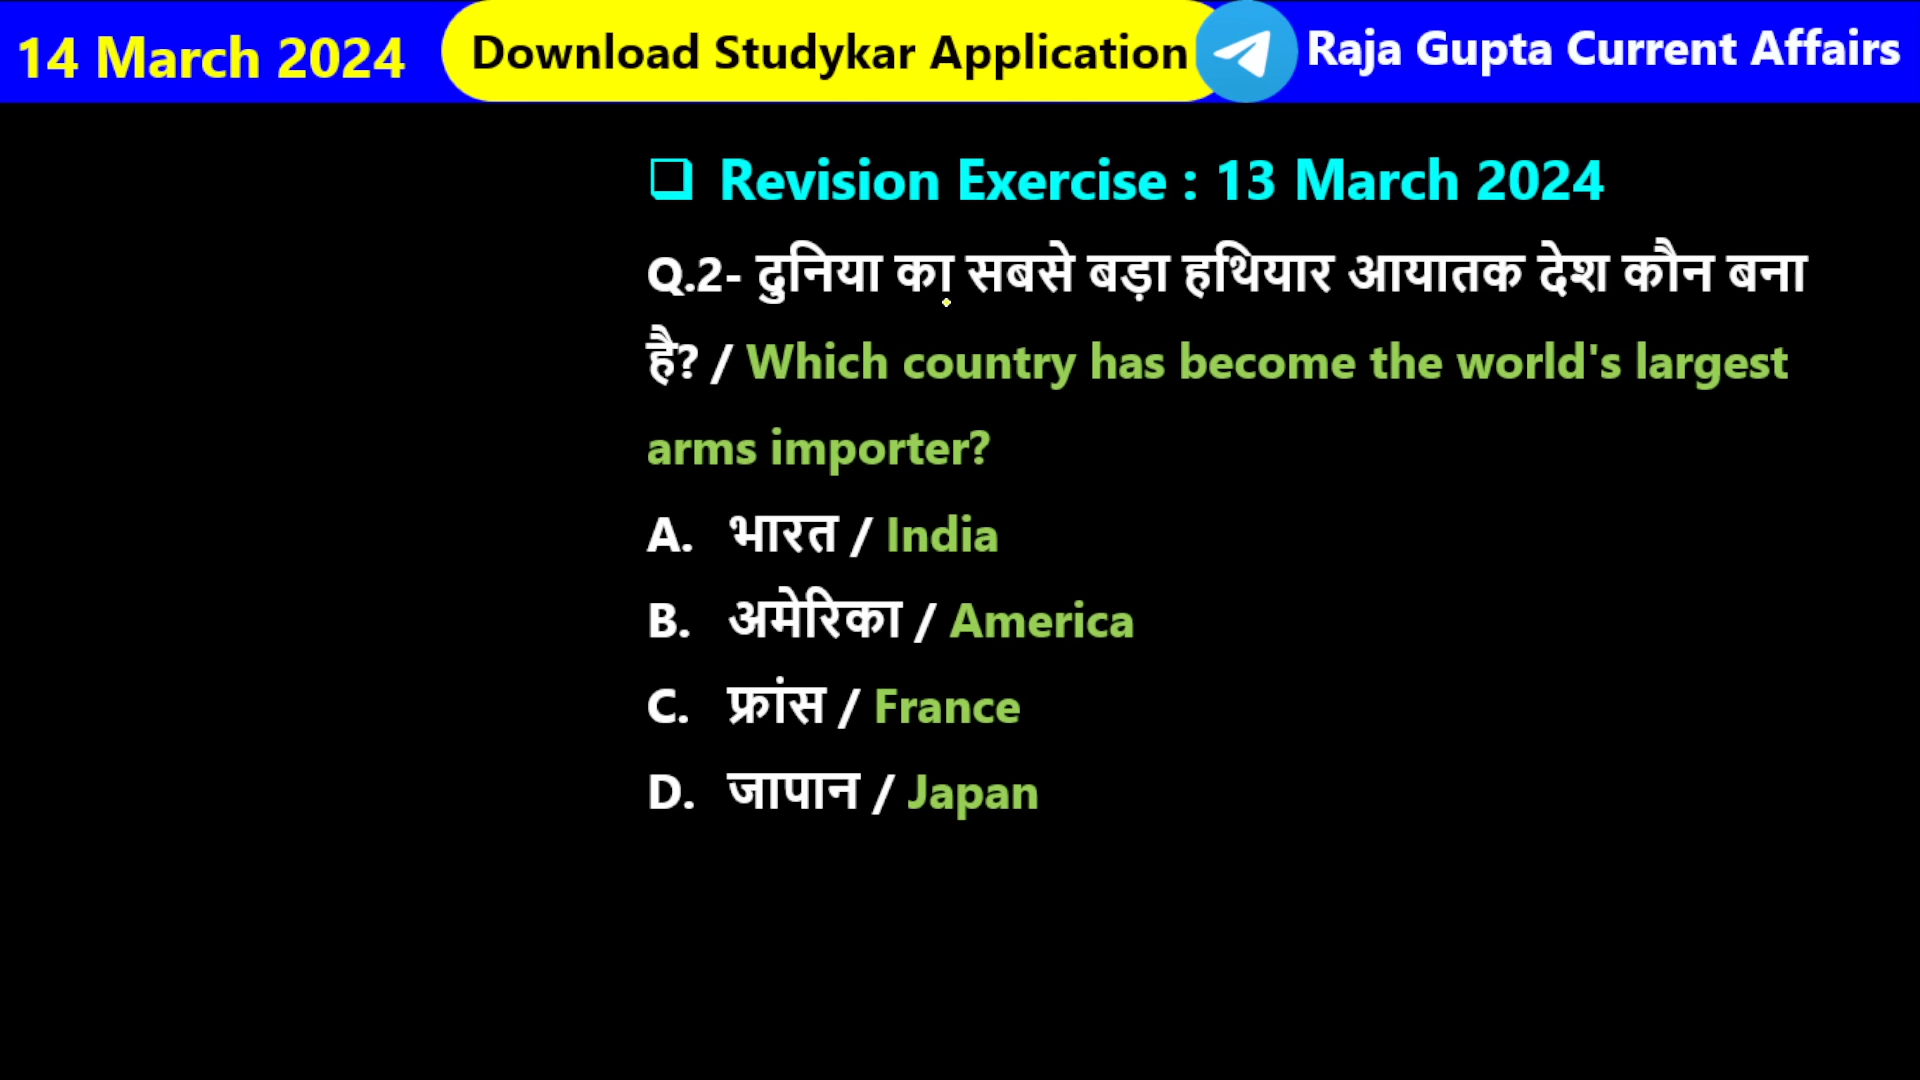 14 March 2024 Download Studykar Application Raja Gupta Current Affairs
❑ Revision Exercise : 13 March 2024
Q.2- दुनिया का सबसे बड़ा हथियार आयातक देश कौन बना
है? / Which country has become the world's largest
arms importer?
A. भारत / India
B. अमेरिका / America
C. फ्रांस / France
D. जापान / Japan